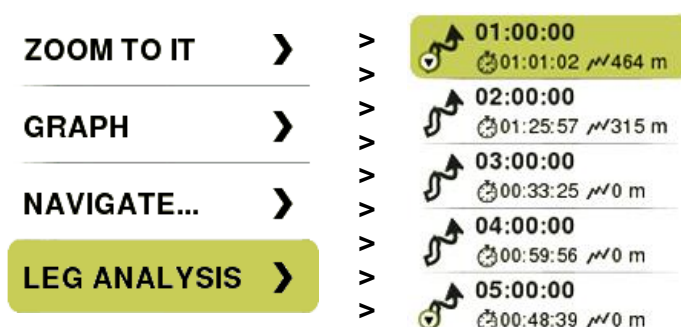 ZOOM TO IT ❯
GRAPH ❯
NAVIGATE... ❯
LEG ANALYSIS ❯
>
>
>
>
>
>
>
>
>
01:00:00
01:01:02 464 m
02:00:00
01:25:57 315 m
03:00:00
00:33:25 0 m
04:00:00
00:59:56 0 m
05:00:00
00:48:39 0 m